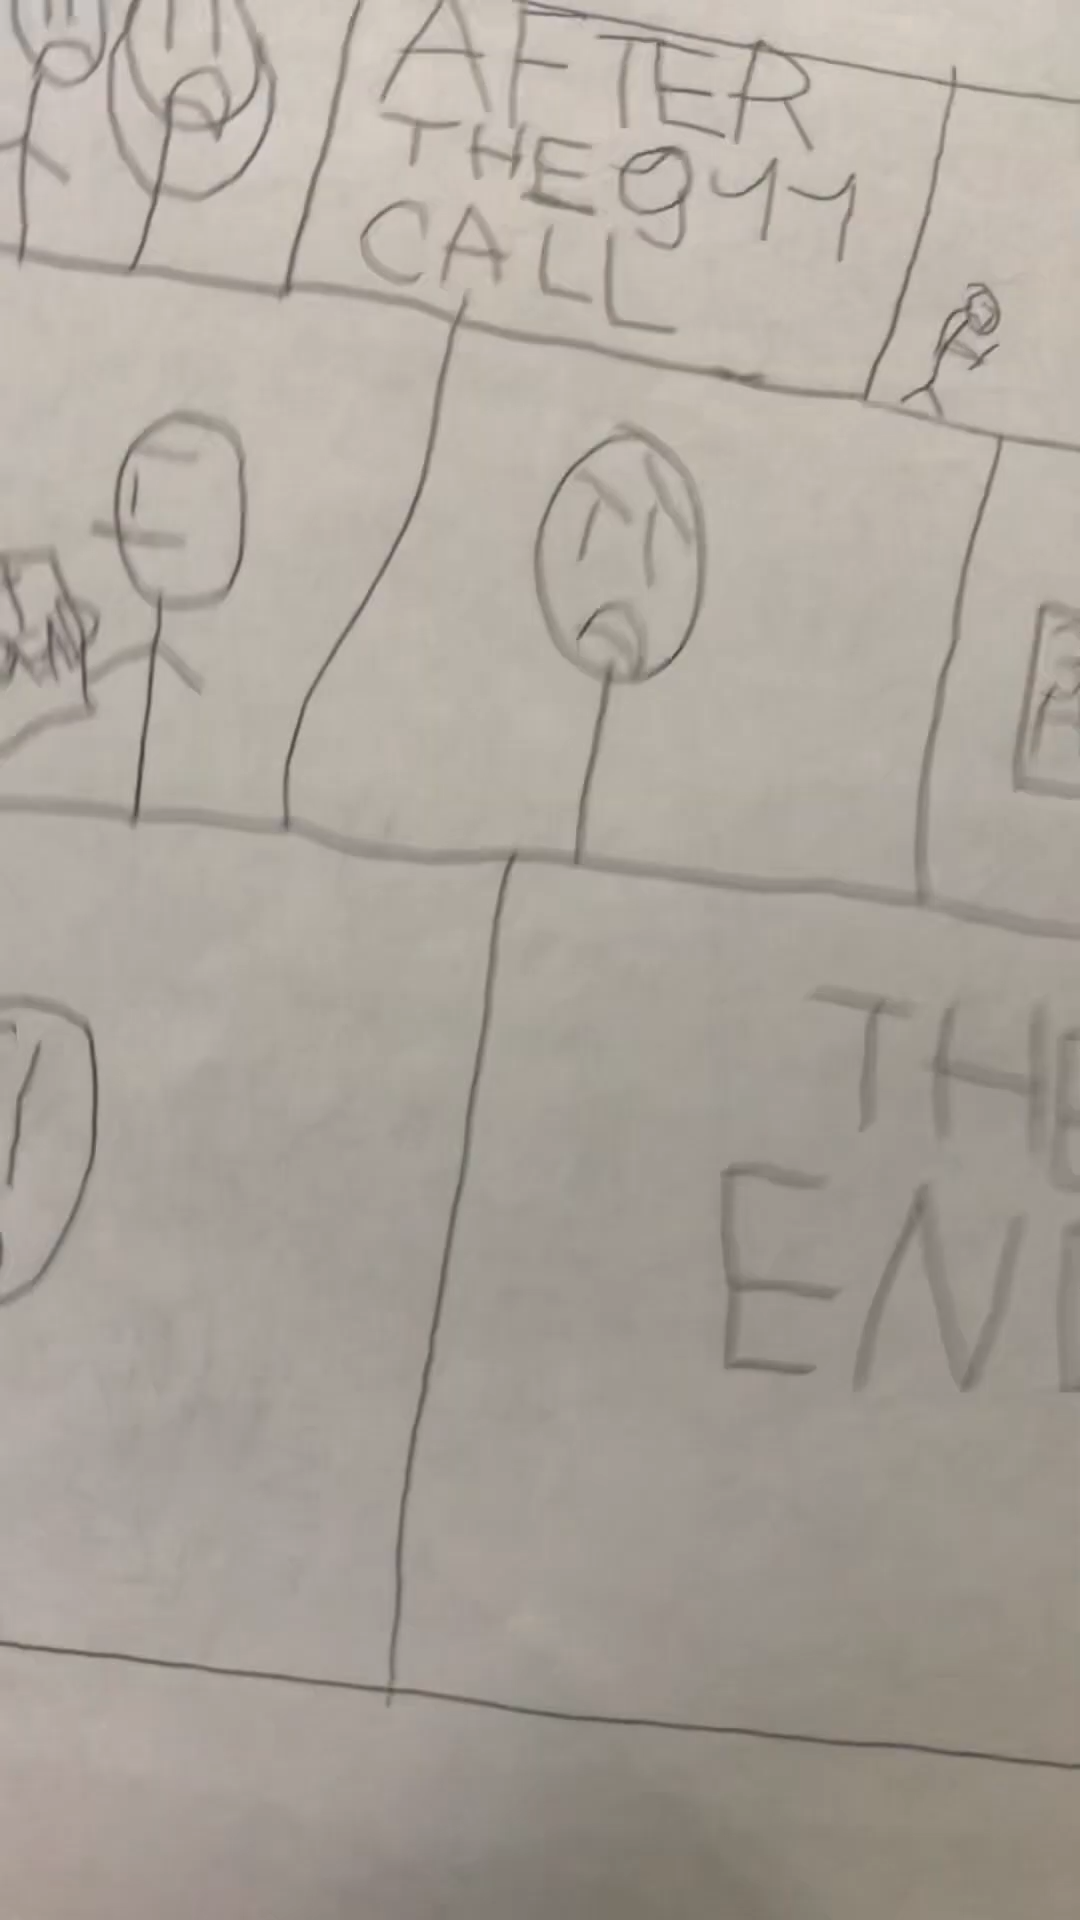 AFTER
THE 911
CALL
THE
EN